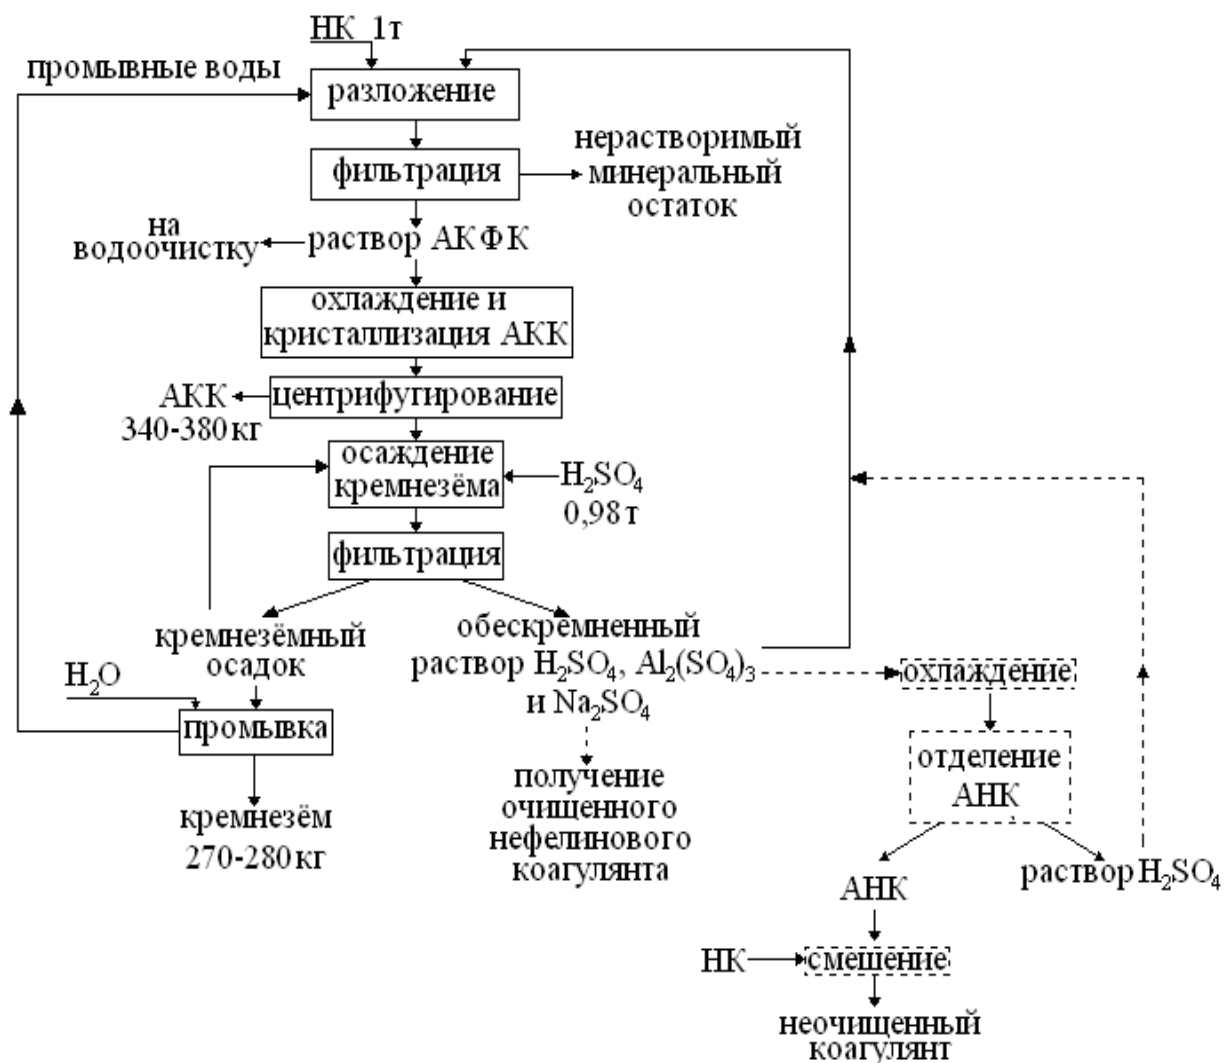 НК 1т
промывные воды
разложение
нерастворимый
минеральный
остаток
фильтрация
на
водоочистку
раствор АКФК
охлаждение и
кристаллизация АКК
АКК
340-380 кг
центрифугирование
осаждение
кремнезёма
H₂SO₄
0,98 т
фильтрация
кремнезёмный
осадок
обескремненный
раствор H₂SO₄, Al₂(SO₄)₃
и Na₂SO₄
охлаждение
H₂O
промывка
отделение
АНК
получение
очищенного
нефелинового
коагулянта
кремнезём
270-280 кг
АНК
раствор H₂SO₄
НК
смешение
неочищенный
коагулянт